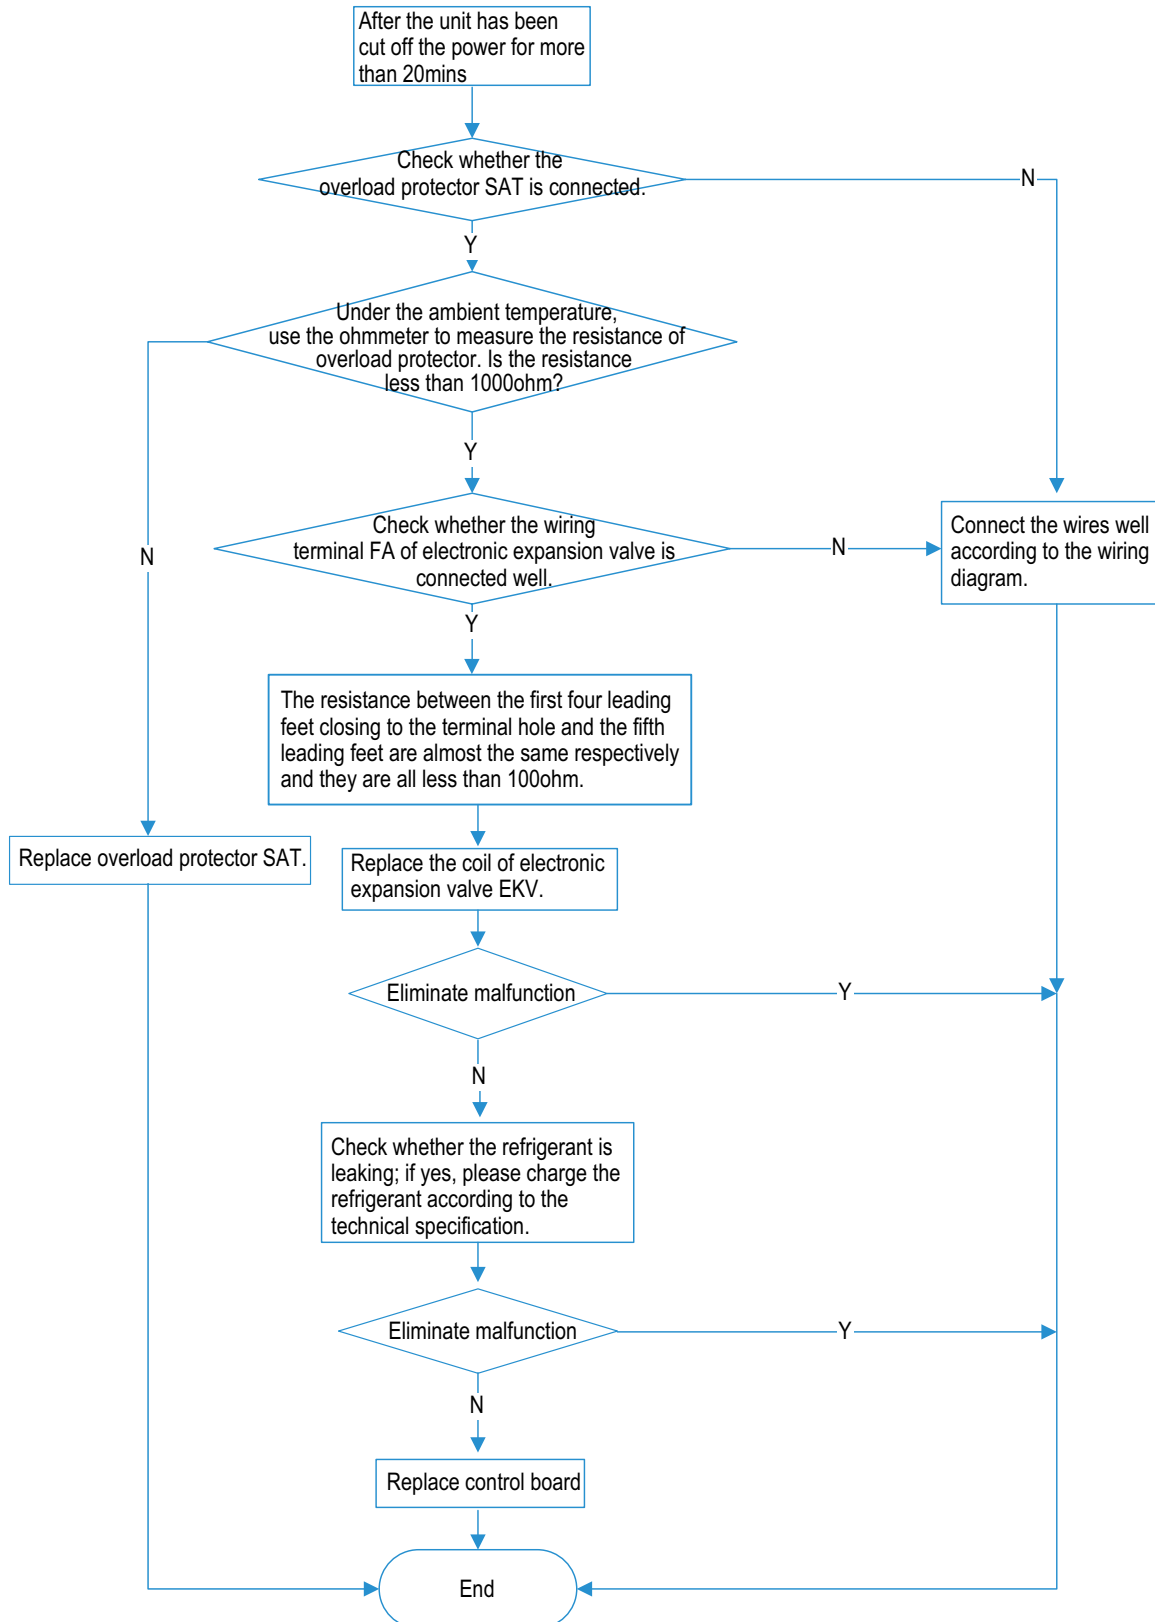 After the unit has been
cut off the power for more
than 20mins
Check whether the
overload protector SAT is connected.
N
Y
Under the ambient temperature,
use the ohmmeter to measure the resistance of
overload protector. Is the resistance
less than 1000ohm?
Y
N
Check whether the wiring
terminal FA of electronic expansion valve is
connected well.
N
Connect the wires well
according to the wiring
diagram.
Y
The resistance between the first four leading
feet closing to the terminal hole and the fifth
leading feet are almost the same respectively
and they are all less than 100ohm.
Replace overload protector SAT.
Replace the coil of electronic
expansion valve EKV.
Eliminate malfunction
Y
N
Check whether the refrigerant is
leaking; if yes, please charge the
refrigerant according to the
technical specification.
Eliminate malfunction
Y
N
Replace control board
End